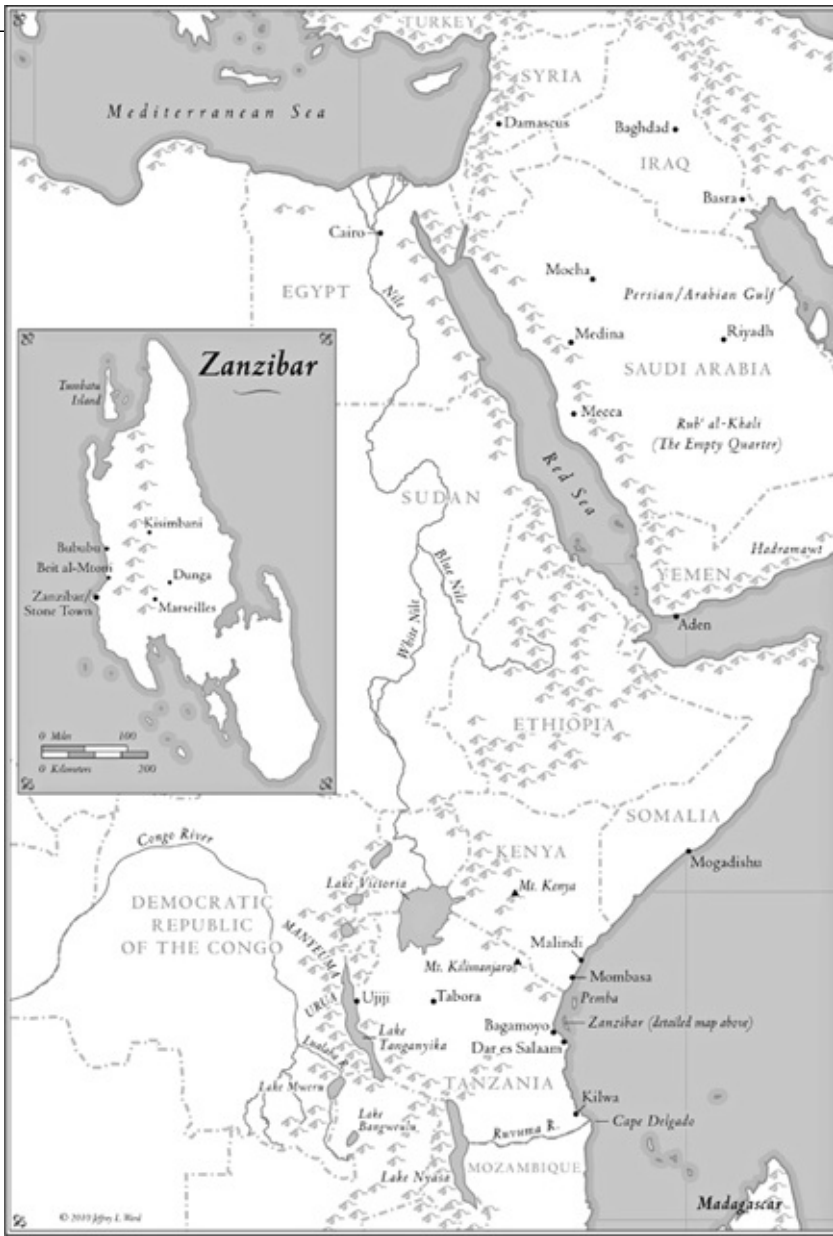 TURKEY
SYRIA
Mediterranean Sea
Damascus
Baghdad
IRAQ
Basra
Cairo
EGYPT
Nile
Mocha
Persian/Arabian Gulf
Medina
Riyadh
SAUDI ARABIA
Mecca
Rub' al-Khali
(The Empty Quarter)
Red Sea
SUDAN
Hadramawt
YEMEN
Aden
Blue Nile
White Nile
ETHIOPIA
SOMALIA
Mogadishu
Zanzibar
Tumbatu
Island
Kisimbani
Bububu
Beit al-Mtoni
Dunga
Zanzibar/
Stone Town
Marseilles
0 Miles 100
0 Kilometers 200
Congo River
KENYA
Lake Victoria
Mt. Kenya
DEMOCRATIC
REPUBLIC
OF THE CONGO
MANYEUMA
Malindi
Mt. Kilimanjaro
Mombasa
URUA
Ujiji
Tabora
Pemba
Bagamoyo
Zanzibar (detailed map above)
Lake
Tanganyika
Dar es Salaam
Lualaba R.
TANZANIA
Lake Mweru
Kilwa
Lake
Bangweulu
Ruvuma R.
Cape Delgado
MOZAMBIQUE
Lake Nyasa
Madagascar
© 2010 Jeffrey L. Ward